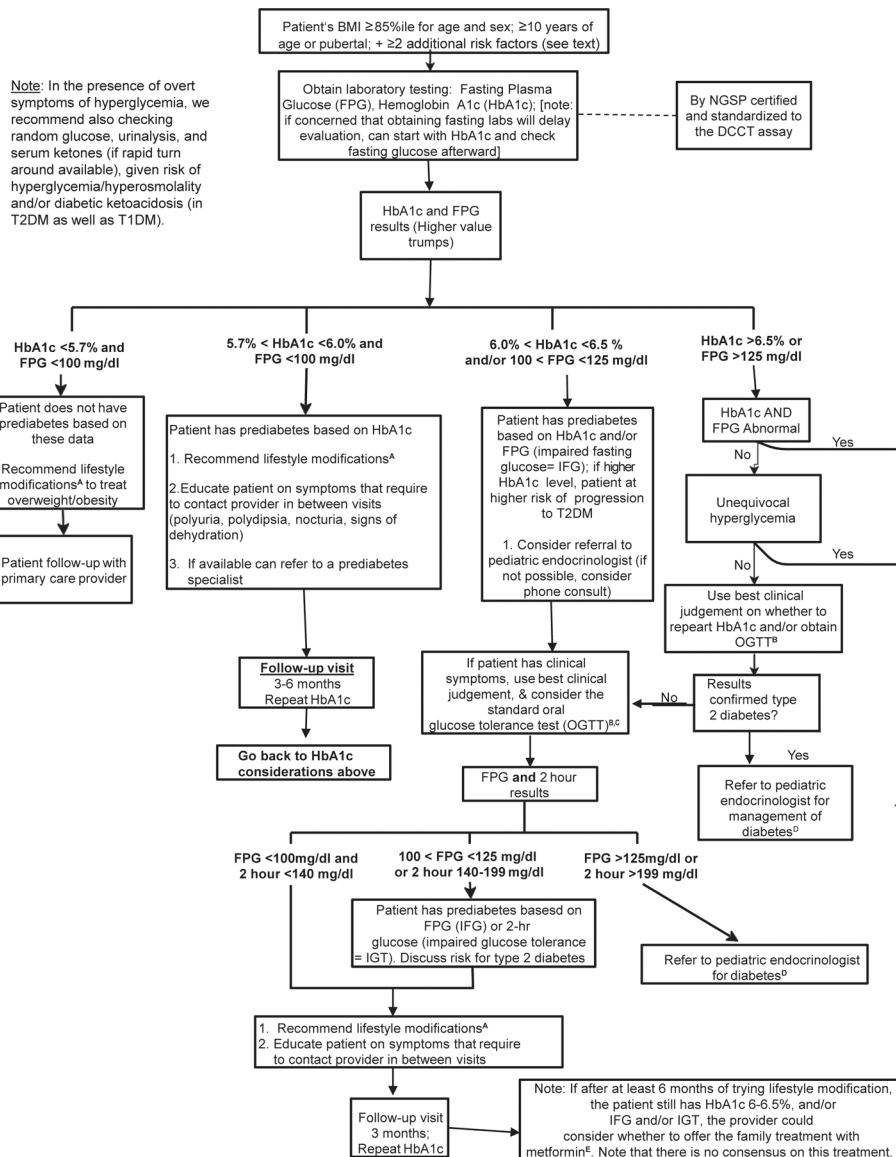 Patient's BMI ≥85%ile for age and sex; ≥10 years of
age or pubertal; + ≥2 additional risk factors (see text)
Note: In the presence of overt
symptoms of hyperglycemia, we
recommend also checking
random glucose, urinalysis, and
serum ketones (if rapid turn
around available), given risk of
hyperglycemia/hyperosmolality
and/or diabetic ketoacidosis (in
T2DM as well as T1DM).
Obtain laboratory testing: Fasting Plasma
Glucose (FPG), Hemoglobin A1c (HbA1c); [note:
if concerned that obtaining fasting labs will delay
evaluation, can start with HbA1c and check
fasting glucose afterward]
By NGSP certified
and standardized to
the DCCT assay
HbA1c and FPG
results (Higher value
trumps)
HbA1c <5.7% and
FPG <100 mg/dl
5.7% < HbA1c <6.0% and
FPG <100 mg/dl
6.0% < HbA1c <6.5 %
and/or 100 < FPG <125 mg/dl
HbA1c >6.5% or
FPG >125 mg/dl
Patient does not have
prediabetes based on
these data
Recommend lifestyle
modificationsᴬ to treat
overweight/obesity
Patient follow-up with
primary care provider
Patient has prediabetes based on HbA1c
1. Recommend lifestyle modificationsᴬ
2.Educate patient on symptoms that require
to contact provider in between visits
(polyuria, polydipsia, nocturia, signs of
dehydration)
3. If available can refer to a prediabetes
specialist
Follow-up visit
3-6 months
Repeat HbA1c
Go back to HbA1c
considerations above
Patient has prediabetes
based on HbA1c and/or
FPG (impaired fasting
glucose= IFG); if higher
HbA1c level, patient at
higher risk of progression
to T2DM
1. Consider referral to
pediatric endocrinologist (if
not possible, consider
phone consult)
HbA1c AND
FPG Abnormal
Yes
No
Unequivocal
hyperglycemia
Yes
No
Use best clinical
judgement on whether to
repeart HbA1c and/or obtain
OGTTᴮ
If patient has clinical
symptoms, use best clinical
judgement, & consider the
standard oral
glucose tolerance test (OGTT)ᴮ,ᶜ
No
Results
confirmed type
2 diabetes?
Yes
Refer to pediatric
endocrinologist for
management of
diabetesᴰ
FPG and 2 hour
results
FPG <100mg/dl and
2 hour <140 mg/dl
100 < FPG <125 mg/dl
or 2 hour 140-199 mg/dl
FPG >125mg/dl or
2 hour >199 mg/dl
Patient has prediabetes basesd on
FPG (IFG) or 2-hr
glucose (impaired glucose tolerance
= IGT). Discuss risk for type 2 diabetes
Refer to pediatric endocrinologist
for diabetesᴰ
1. Recommend lifestyle modificationsᴬ
2. Educate patient on symptoms that require
to contact provider in between visits
Follow-up visit
3 months;
Repeat HbA1c
Note: If after at least 6 months of trying lifestyle modification,
the patient still has HbA1c 6-6.5%, and/or
IFG and/or IGT, the provider could
consider whether to offer the family treatment with
metforminᴱ. Note that there is no consensus on this treatment